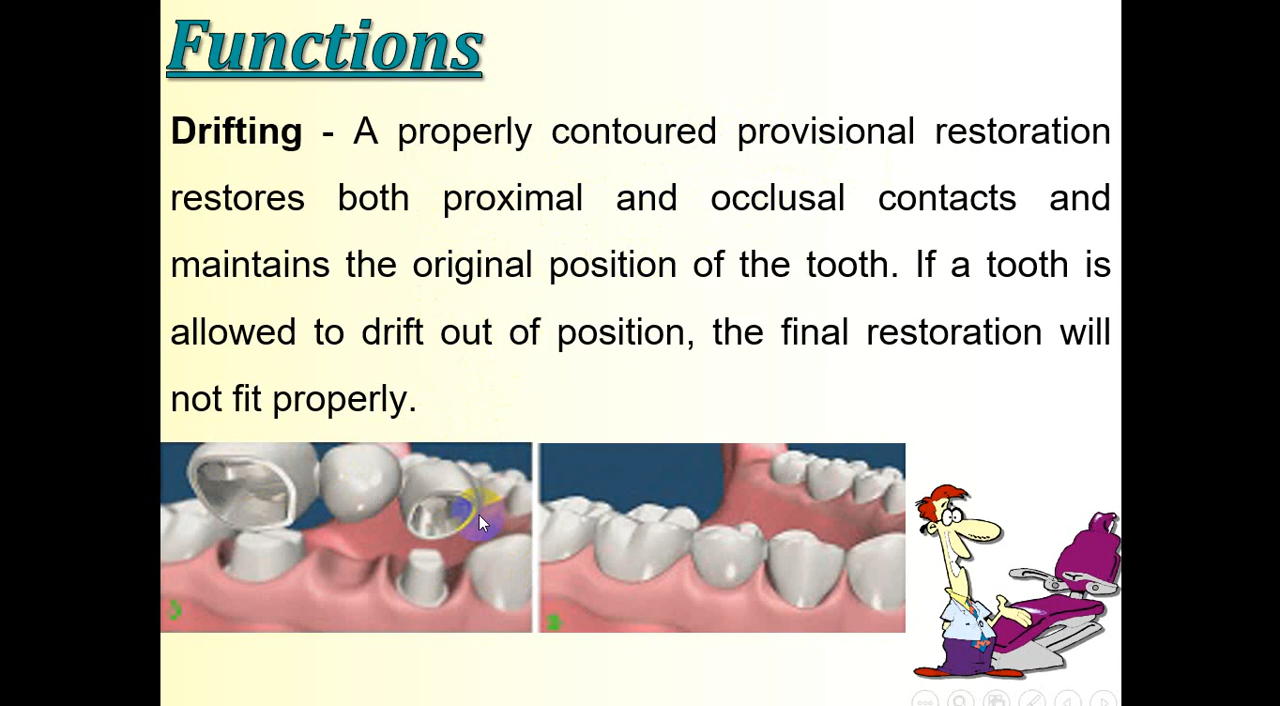 Functions
Drifting - A properly contoured provisional restoration
restores both proximal and occlusal contacts and
maintains the original position of the tooth. If a tooth is
allowed to drift out of position, the final restoration will
not fit properly.